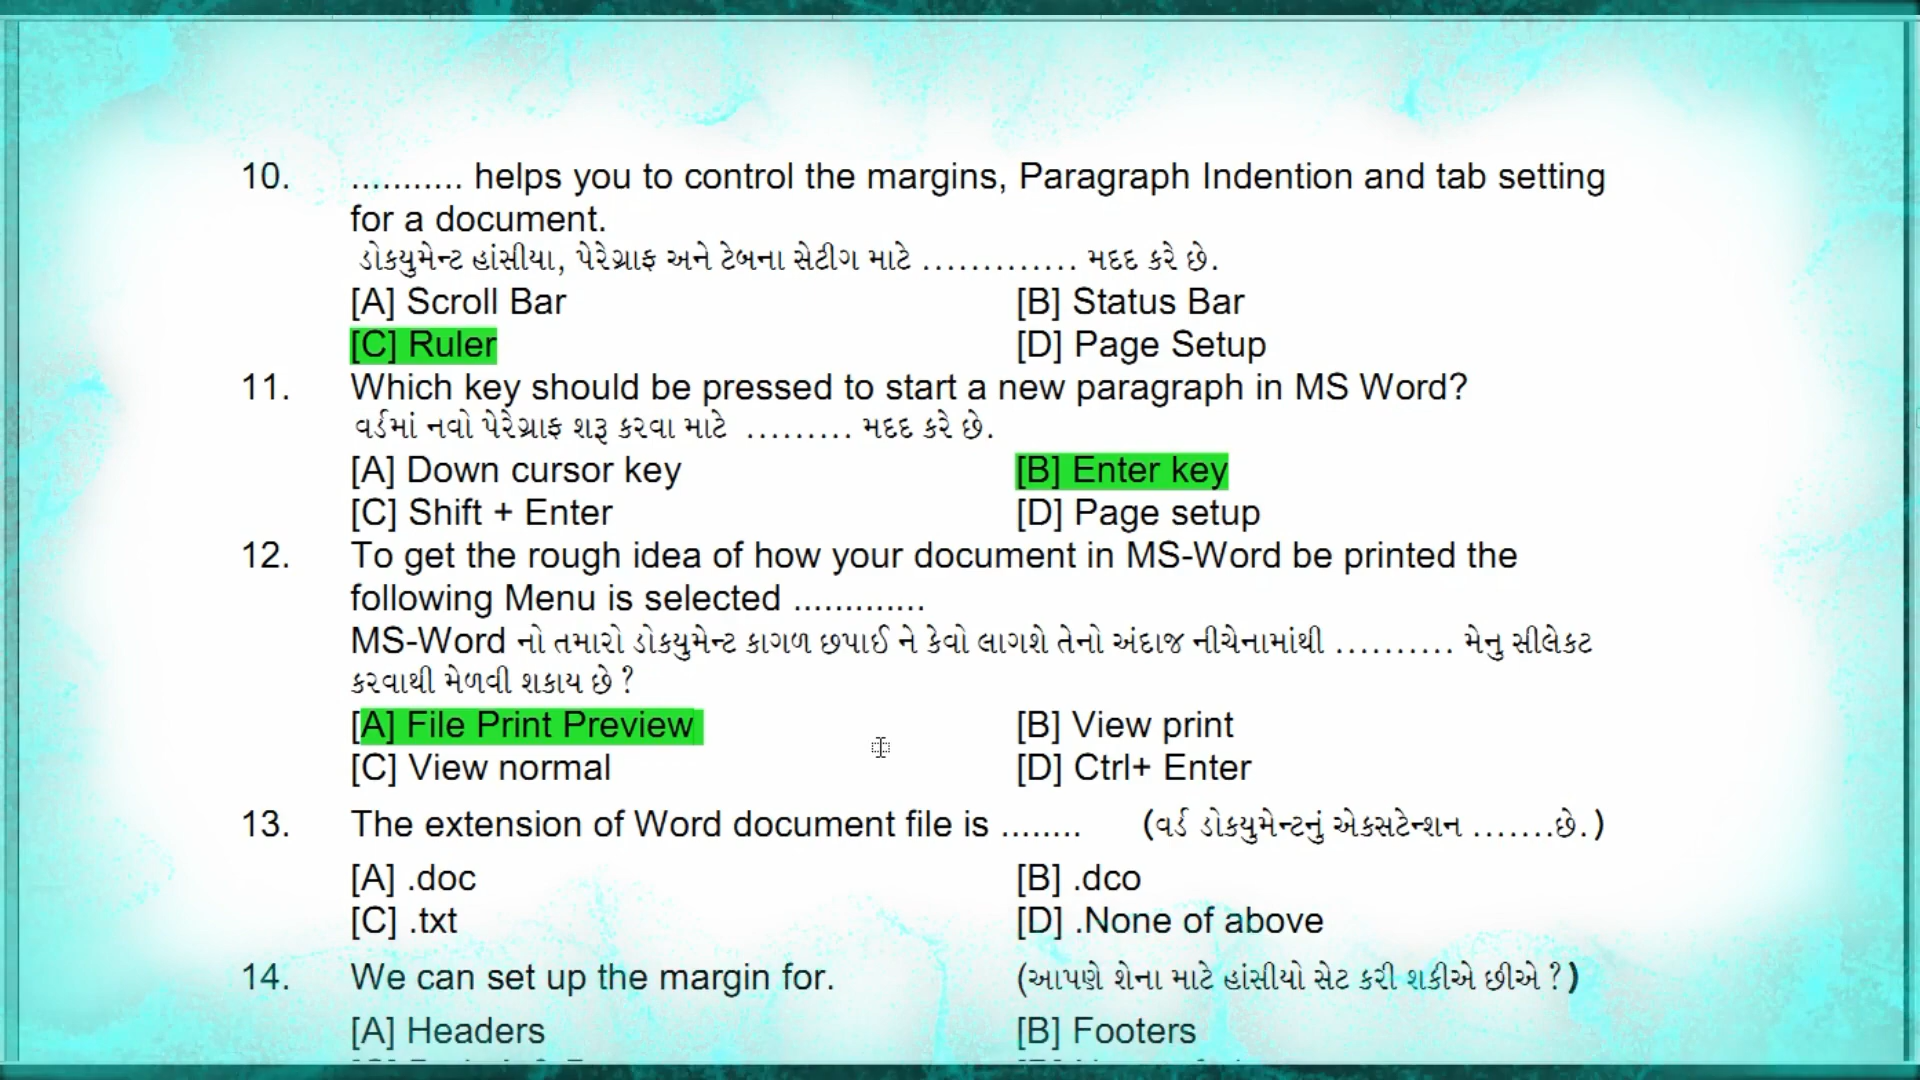 10. ........... helps you to control the margins, Paragraph Indention and tab setting
for a document.
ડોકયુમેન્ટ હાંસીયા, પેરેગ્રાફ અને ટેબના સેટીગ માટે ............. મદદ કરે છે.
[A] Scroll Bar [B] Status Bar
[C] Ruler [D] Page Setup
11. Which key should be pressed to start a new paragraph in MS Word?
વર્ડમાં નવો પેરેગ્રાફ શરૂ કરવા માટે ......... મદદ કરે છે.
[A] Down cursor key [B] Enter key
[C] Shift + Enter [D] Page setup
12. To get the rough idea of how your document in MS-Word be printed the
following Menu is selected .............
MS-Word નો તમારો ડોકયુમેન્ટ કાગળ છપાઈ ને કેવો લાગશે તેનો અંદાજ નીચેનામાંથી .......... મેનુ સીલેકટ
કરવાથી મેળવી શકાય છે ?
[A] File Print Preview [B] View print
[C] View normal [D] Ctrl+ Enter
13. The extension of Word document file is ........ (વર્ડ ડોકયુમેન્ટનું એકસટેન્શન .......છે.)
[A] .doc [B] .dco
[C] .txt [D] .None of above
14. We can set up the margin for. (આપણે શેના માટે હાંસીયો સેટ કરી શકીએ છીએ ?)
[A] Headers [B] Footers